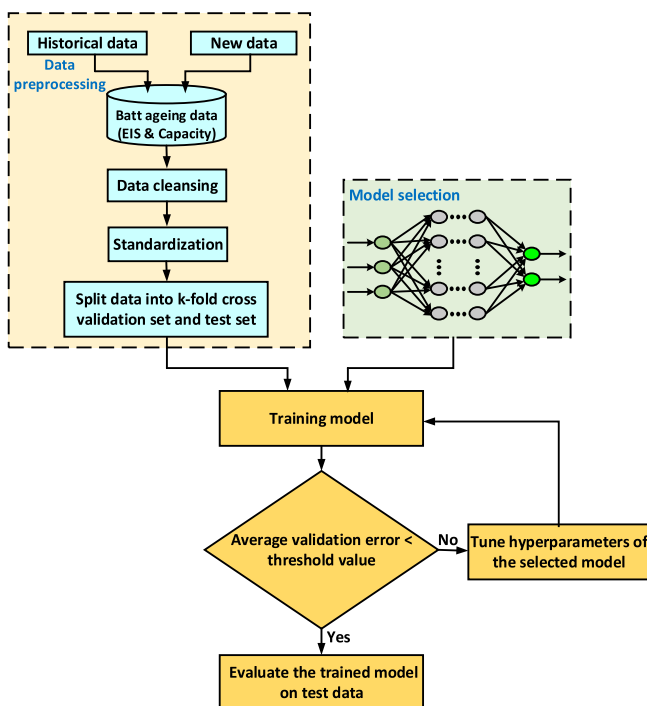 Historical data
New data
Data
preprocessing
Batt ageing data
(EIS & Capacity)
Data cleansing
Standardization
Split data into k-fold cross
validation set and test set
Model selection
Training model
Average validation error <
threshold value
No
Tune hyperparameters of
the selected model
Yes
Evaluate the trained model
on test data